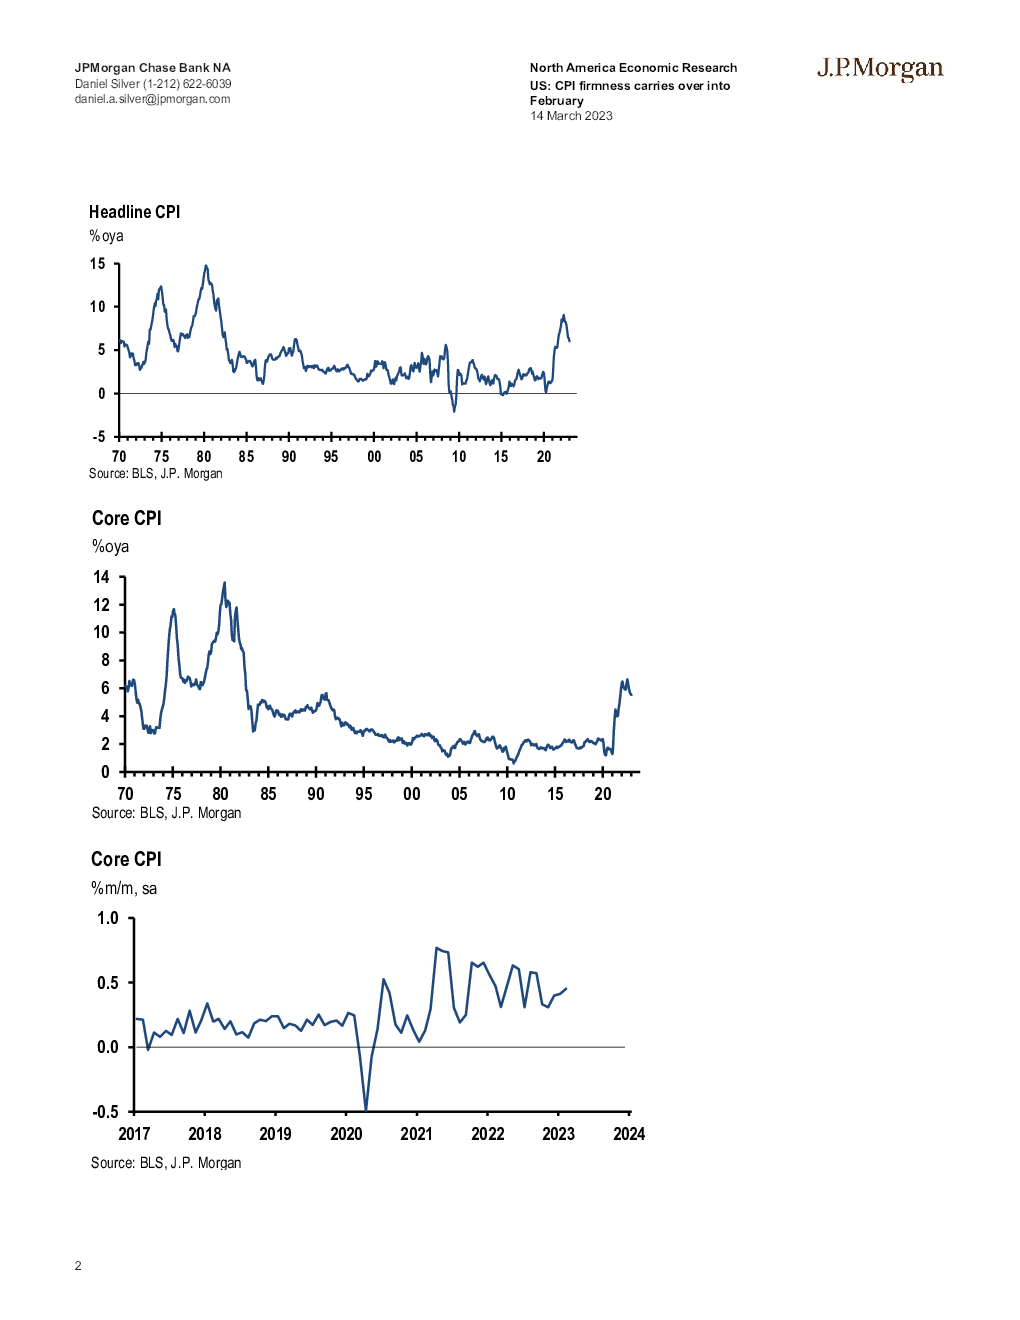 JPMorgan Chase Bank NA
Daniel Silver (1-212) 622-6039
daniel.a.silver@jpmorgan.com
North America Economic Research
US: CPI firmness carries over into
February
14 March 2023
J.P.Morgan
Headline CPI
%oya
15
10
5
0
-5
70 75 80 85 90 95 00 05 10 15 20
Source: BLS, J.P. Morgan
Core CPI
%oya
14
12
10
8
6
4
2
0
70 75 80 85 90 95 00 05 10 15 20
Source: BLS, J.P. Morgan
Core CPI
%m/m, sa
1.0
0.5
0.0
-0.5
2017 2018 2019 2020 2021 2022 2023 2024
Source: BLS, J.P. Morgan
2